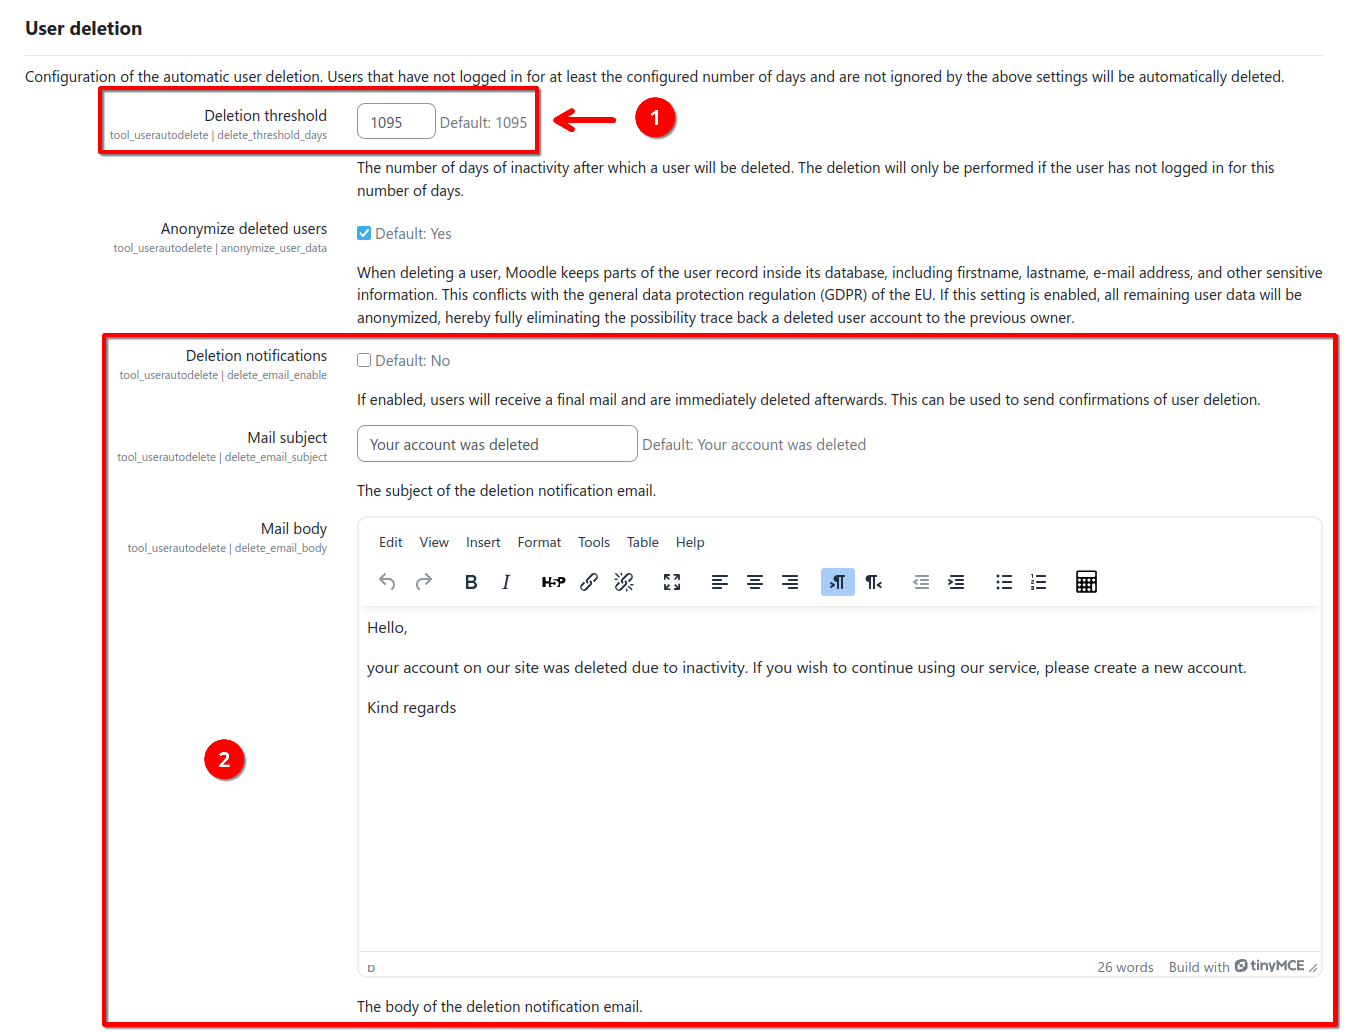 User deletion
Configuration of the automatic user deletion. Users that have not logged in for at least the configured number of days and are not ignored by the above settings will be automatically deleted.
Deletion threshold
tool_userautodelete | delete_threshold_days
1095 Default: 1095
1
The number of days of inactivity after which a user will be deleted. The deletion will only be performed if the user has not logged in for this
number of days.
Anonymize deleted users
tool_userautodelete | anonymize_user_data
Default: Yes
When deleting a user, Moodle keeps parts of the user record inside its database, including firstname, lastname, e-mail address, and other sensitive
information. This conflicts with the general data protection regulation (GDPR) of the EU. If this setting is enabled, all remaining user data will be
anonymized, hereby fully eliminating the possibility trace back a deleted user account to the previous owner.
Deletion notifications
tool_userautodelete | delete_email_enable
Default: No
If enabled, users will receive a final mail and are immediately deleted afterwards. This can be used to send confirmations of user deletion.
Mail subject
tool_userautodelete | delete_email_subject
Your account was deleted Default: Your account was deleted
The subject of the deletion notification email.
Mail body
tool_userautodelete | delete_email_body
Edit View Insert Format Tools Table Help
B I H5P
Hello,
your account on our site was deleted due to inactivity. If you wish to continue using our service, please create a new account.
Kind regards
2
p 26 words Build with tinyMCE
The body of the deletion notification email.